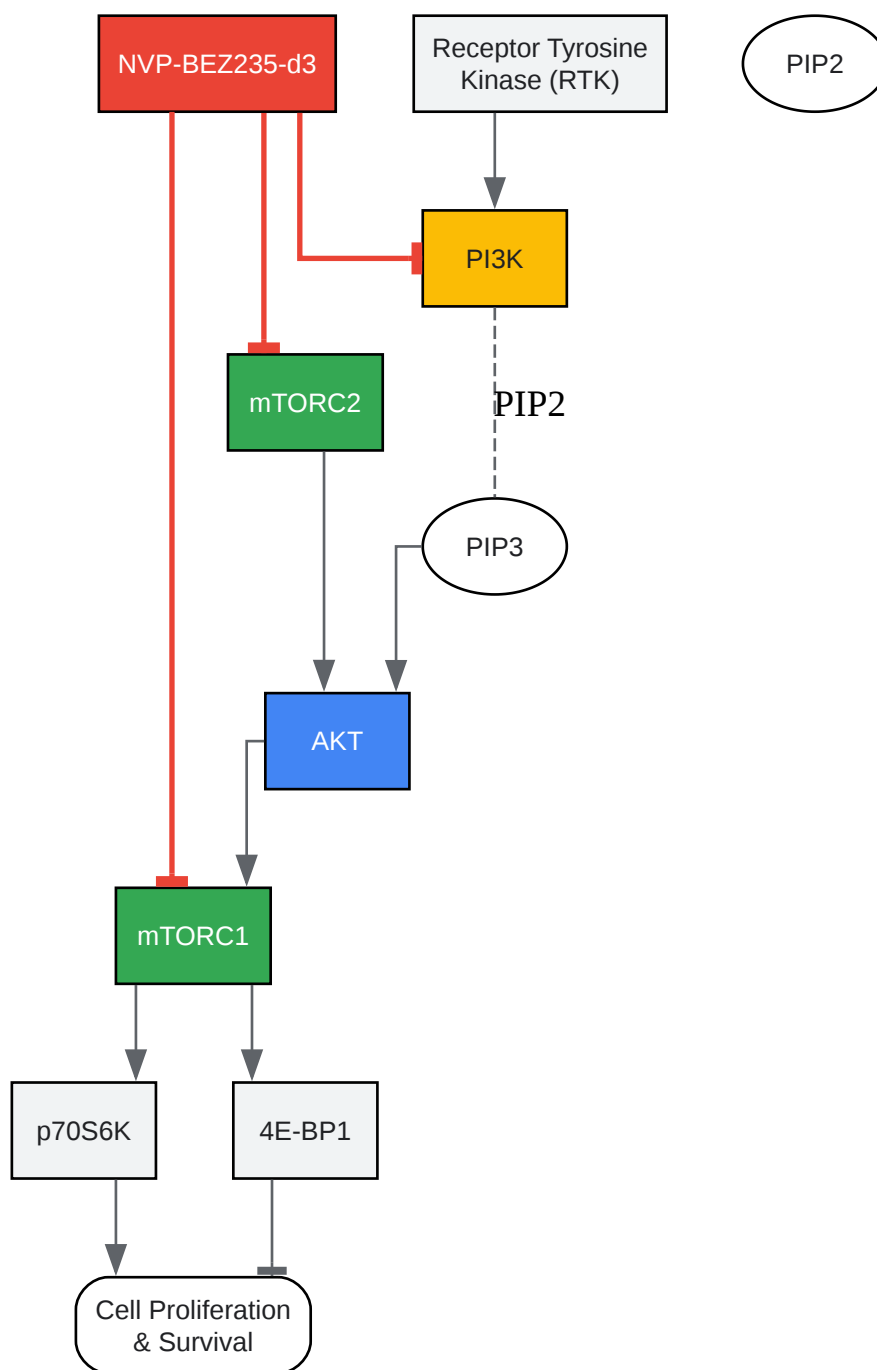 NVP-BEZ235-d3
Receptor Tyrosine
Kinase (RTK)
PIP2
PI3K
mTORC2
PIP2
PIP3
AKT
mTORC1
p70S6K
4E-BP1
Cell Proliferation
& Survival